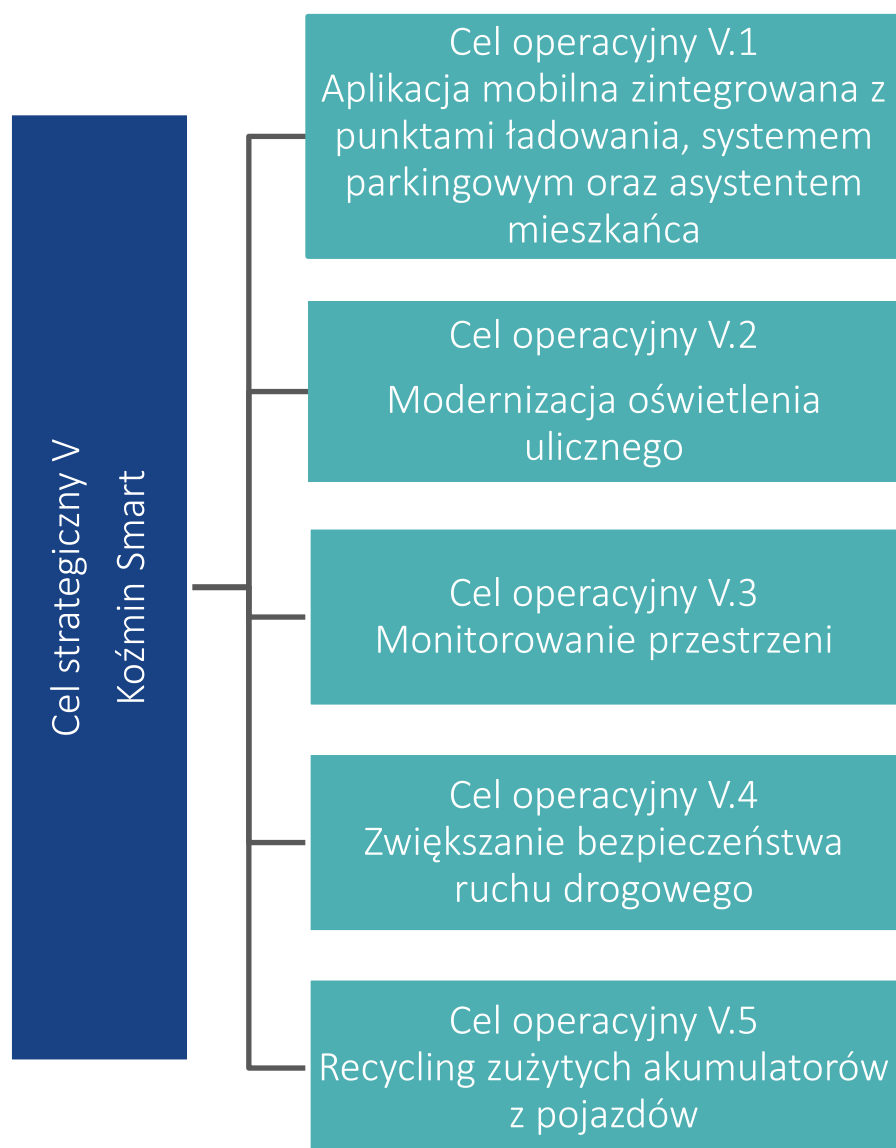 Cel strategiczny V
Koźmin Smart
Cel operacyjny V.1
Aplikacja mobilna zintegrowana z
punktami ładowania, systemem
parkingowym oraz asystentem
mieszkańca
Cel operacyjny V.2
Modernizacja oświetlenia
ulicznego
Cel operacyjny V.3
Monitorowanie przestrzeni
Cel operacyjny V.4
Zwiększanie bezpieczeństwa
ruchu drogowego
Cel operacyjny V.5
Recycling zużytych akumulatorów
z pojazdów